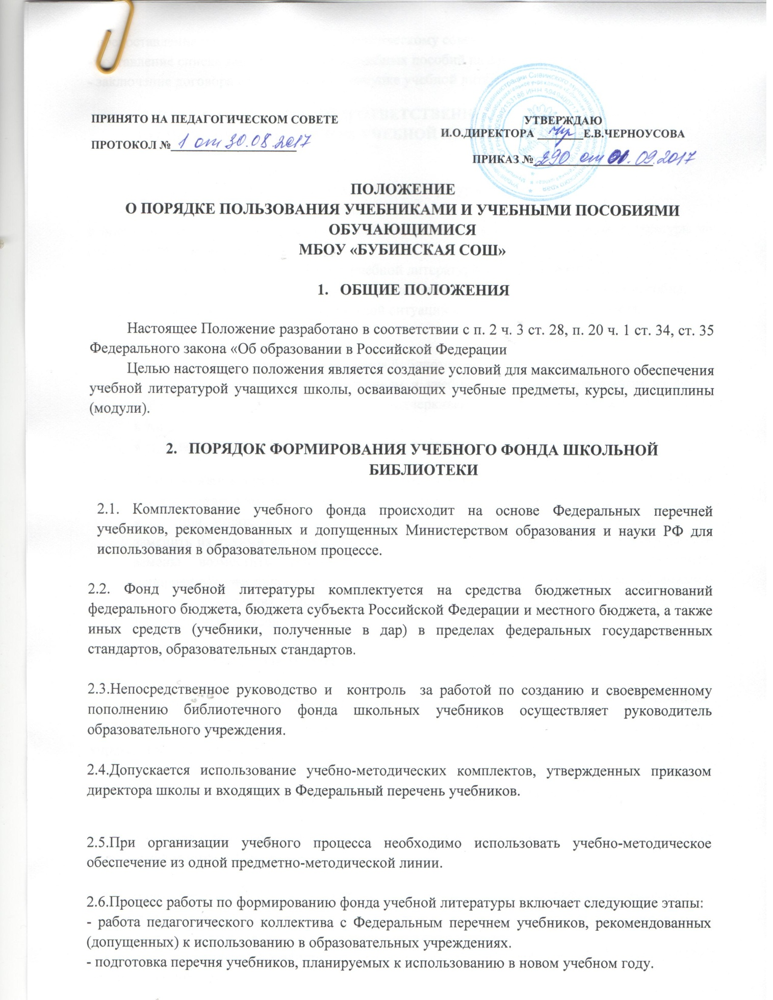 ПРИНЯТО НА ПЕДАГОГИЧЕСКОМ СОВЕТЕ
ПРОТОКОЛ № 1 от 30.08.2017
УТВЕРЖДАЮ
И.О.ДИРЕКТОРА ________Е.В.ЧЕРНОУСОВА
ПРИКАЗ № 290 от 01.09.2017
ПОЛОЖЕНИЕ
О ПОРЯДКЕ ПОЛЬЗОВАНИЯ УЧЕБНИКАМИ И УЧЕБНЫМИ ПОСОБИЯМИ
ОБУЧАЮЩИМИСЯ
МБОУ «БУБИНСКАЯ СОШ»
1. ОБЩИЕ ПОЛОЖЕНИЯ
Настоящее Положение разработано в соответствии с п. 2 ч. 3 ст. 28, п. 20 ч. 1 ст. 34, ст. 35
Федерального закона «Об образовании в Российской Федерации
Целью настоящего положения является создание условий для максимального обеспечения
учебной литературой учащихся школы, осваивающих учебные предметы, курсы, дисциплины
(модули).
2. ПОРЯДОК ФОРМИРОВАНИЯ УЧЕБНОГО ФОНДА ШКОЛЬНОЙ
БИБЛИОТЕКИ
2.1. Комплектование учебного фонда происходит на основе Федеральных перечней
учебников, рекомендованных и допущенных Министерством образования и науки РФ для
использования в образовательном процессе.
2.2. Фонд учебной литературы комплектуется на средства бюджетных ассигнований
федерального бюджета, бюджета субъекта Российской Федерации и местного бюджета, а также
иных средств (учебники, полученные в дар) в пределах федеральных государственных
стандартов, образовательных стандартов.
2.3.Непосредственное руководство и контроль за работой по созданию и своевременному
пополнению библиотечного фонда школьных учебников осуществляет руководитель
образовательного учреждения.
2.4.Допускается использование учебно-методических комплектов, утвержденных приказом
директора школы и входящих в Федеральный перечень учебников.
2.5.При организации учебного процесса необходимо использовать учебно-методическое
обеспечение из одной предметно-методической линии.
2.6.Процесс работы по формированию фонда учебной литературы включает следующие этапы:
- работа педагогического коллектива с Федеральным перечнем учебников, рекомендованных
(допущенных) к использованию в образовательных учреждениях.
- подготовка перечня учебников, планируемых к использованию в новом учебном году.